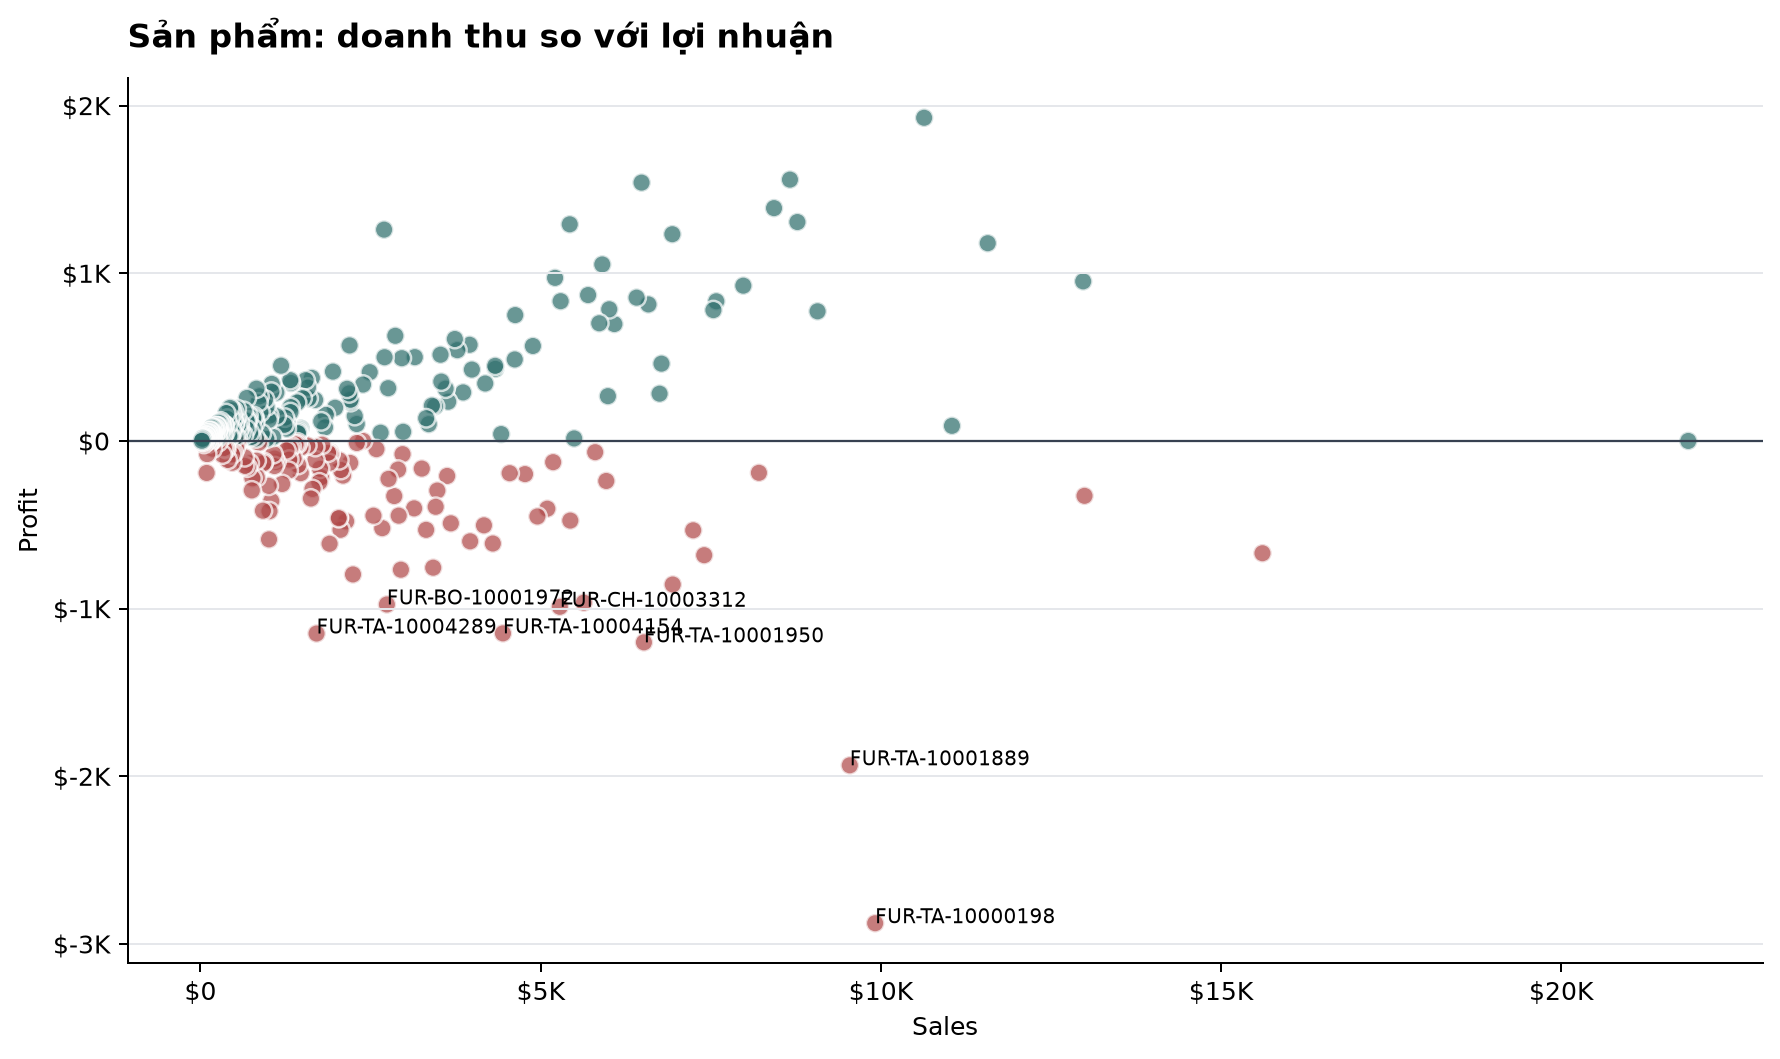 Sản phẩm: doanh thu so với lợi nhuận
$2K
$1K
$0
$-1K
$-2K
$-3K
Profit
FUR-BO-10001972
FUR-CH-10003312
FUR-TA-10004289
FUR-TA-10004154
FUR-TA-10001950
FUR-TA-10001889
FUR-TA-10000198
$0
$5K
$10K
$15K
$20K
Sales